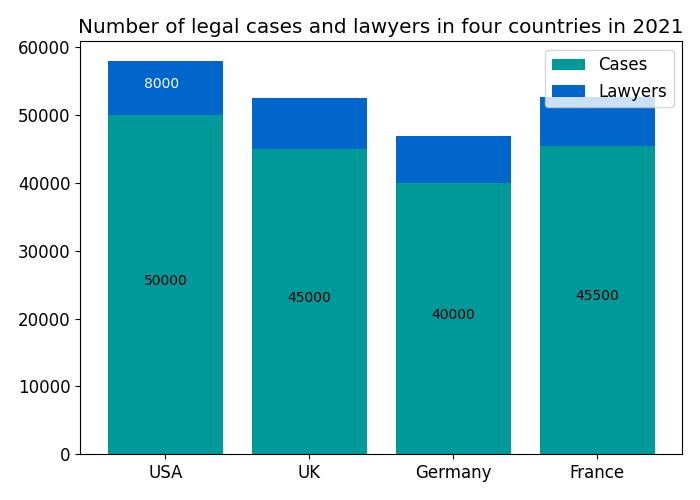 Number of legal cases and lawyers in four countries in 2021
60000
50000
40000
30000
20000
10000
0
Cases
Lawyers
8000
50000
45000
40000
45500
USA
UK
Germany
France